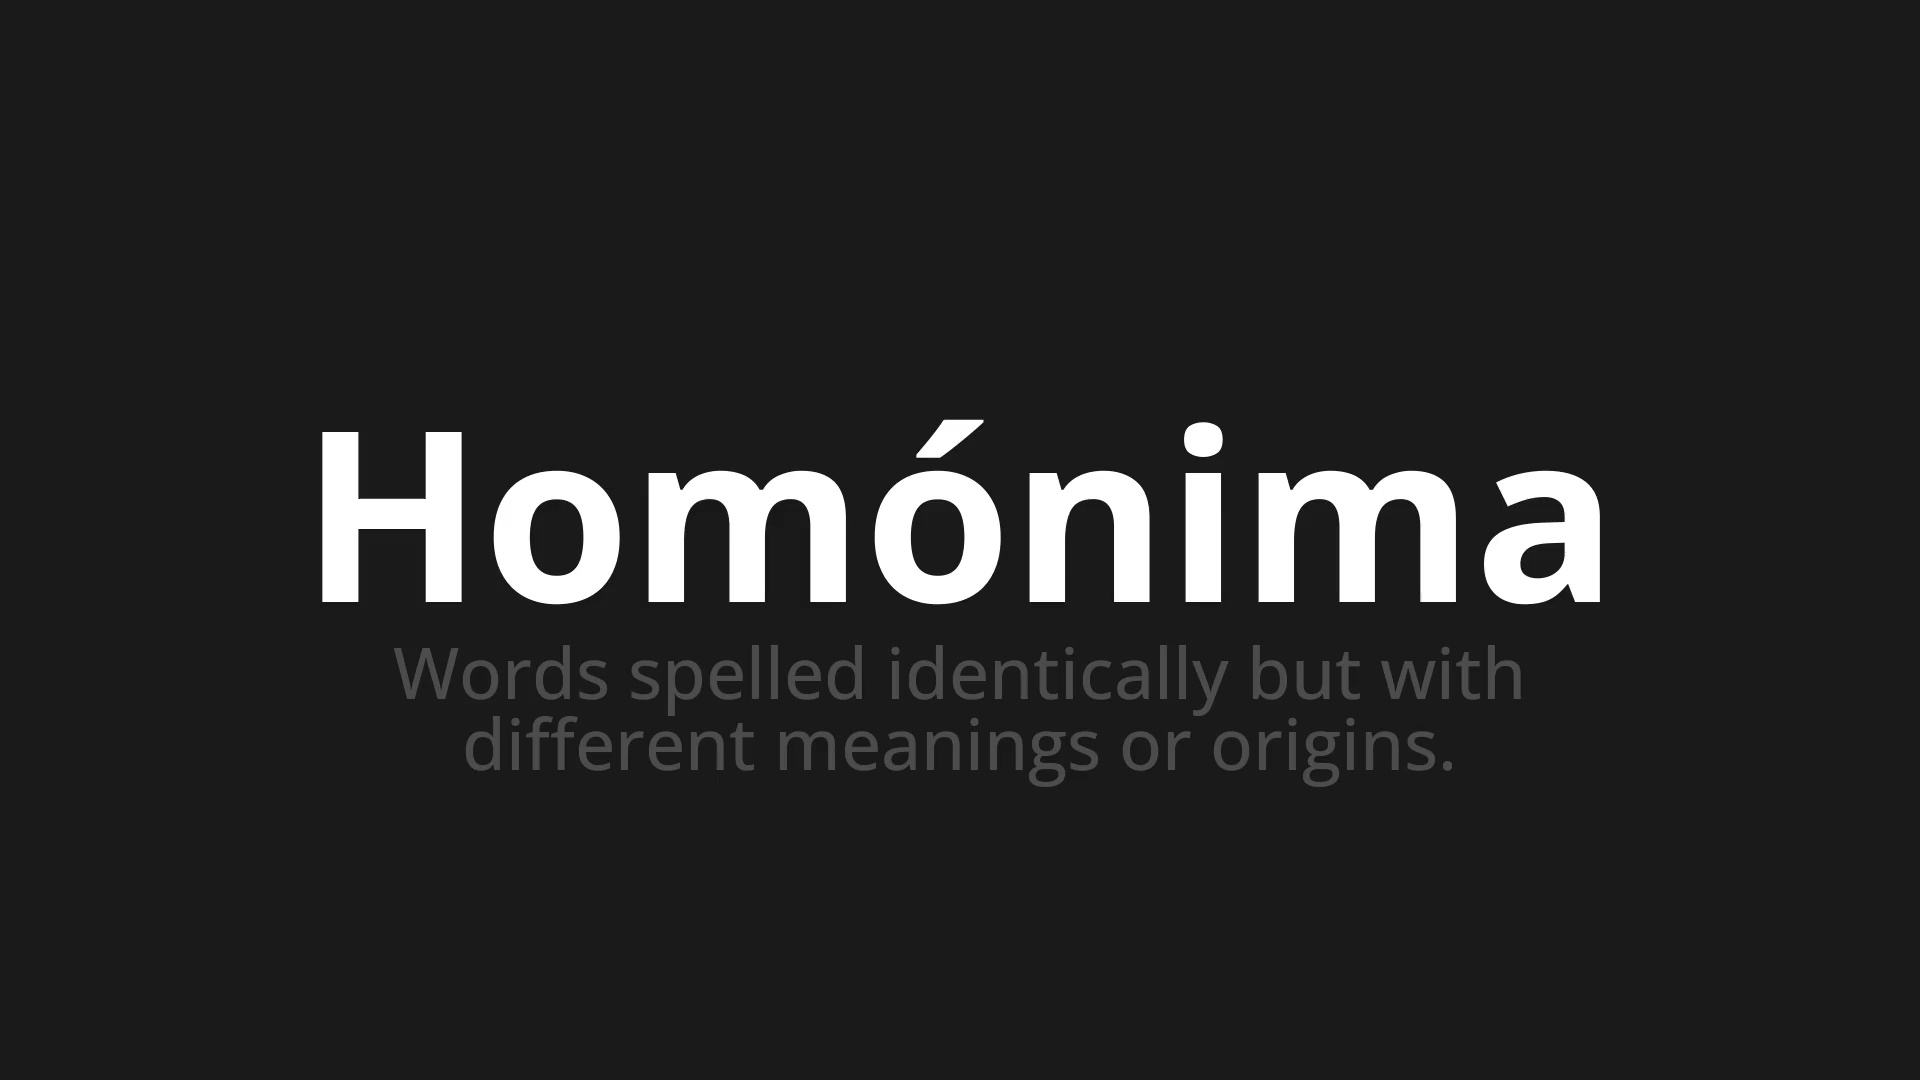 Homónima
Words spelled identically but with
different meanings or origins.